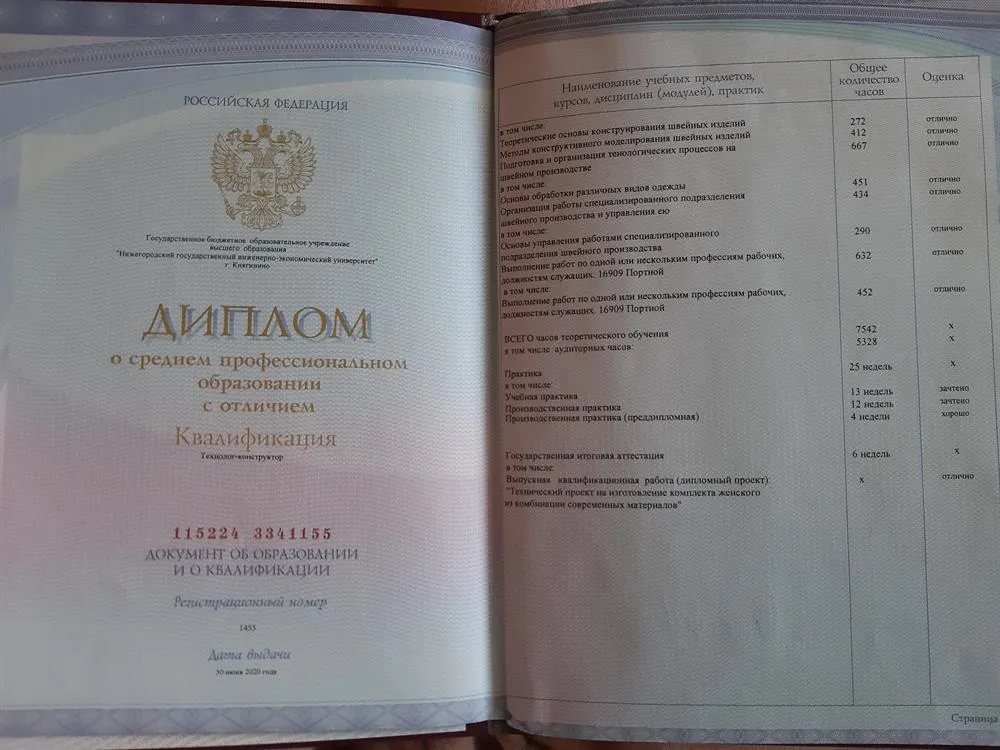 РОССИЙСКАЯ ФЕДЕРАЦИЯ
Государственное бюджетное образовательное учреждение
высшего образования
"Нижегородский государственный инженерно-экономический университет"
г. Княгинино
ДИПЛОМ
о среднем профессиональном
образовании
с отличием
Квалификация
Технолог-конструктор
115224 3341155
ДОКУМЕНТ ОБ ОБРАЗОВАНИИ
И О КВАЛИФИКАЦИИ
Регистрационный номер
1455
Дата выдачи
30 июня 2020 года
Наименование учебных предметов,
курсов, дисциплин (модулей), практик
Общее
количество
часов
Оценка
в том числе:
Теоретические основы конструирования швейных изделий 272 отлично
Методы конструктивного моделирования швейных изделий 412 отлично
Подготовка и организация тенологических процессов на 667 отлично
швейном производстве
в том числе:
Основы обработки различных видов одежды 451 отлично
Организация работы специализированного подразделения 434 отлично
швейного производства и управления ею
в том числе:
Основы управления работами специализированного 290 отлично
подразделения швейного производства
Выполнение работ по одной или нескольким профессиям рабочих, 632 отлично
должностям служащих. 16909 Портной
в том числе:
Выполнение работ по одной или нескольким профессиям рабочих, 452 отлично
должностям служащих. 16909 Портной
ВСЕГО часов теоретического обучения 7542 х
в том числе аудиторных часов: 5328 х
Практика 25 недель х
в том числе:
Учебная практика 13 недель зачтено
Производственная практика 12 недель зачтено
Производственная практика (преддипломная) 4 недели хорошо
Государственная итоговая аттестация 6 недель х
в том числе:
Выпускная квалификационная работа (дипломный проект): х отлично
"Технический проект на изготовление комплекта женского
из комбинации современных материалов"
Страница